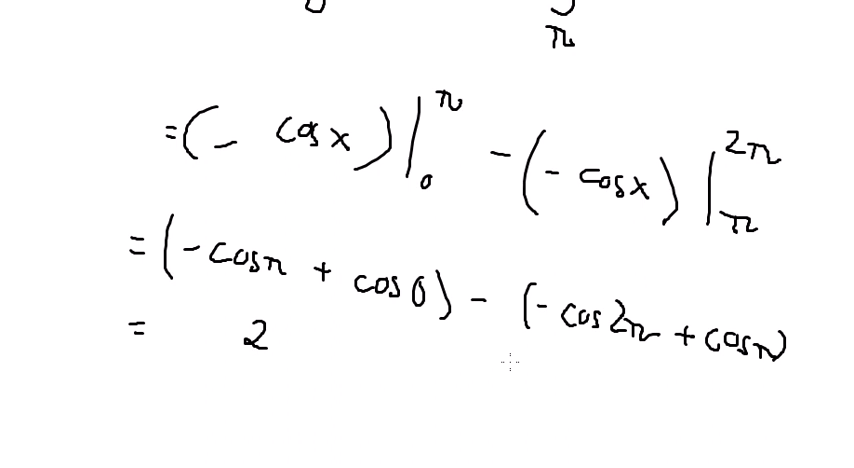 π
=(- cos x)|₀^π -(- cos x)|_π^2π
=(- cos π + cos 0) - (- cos 2π + cos π)
= 2